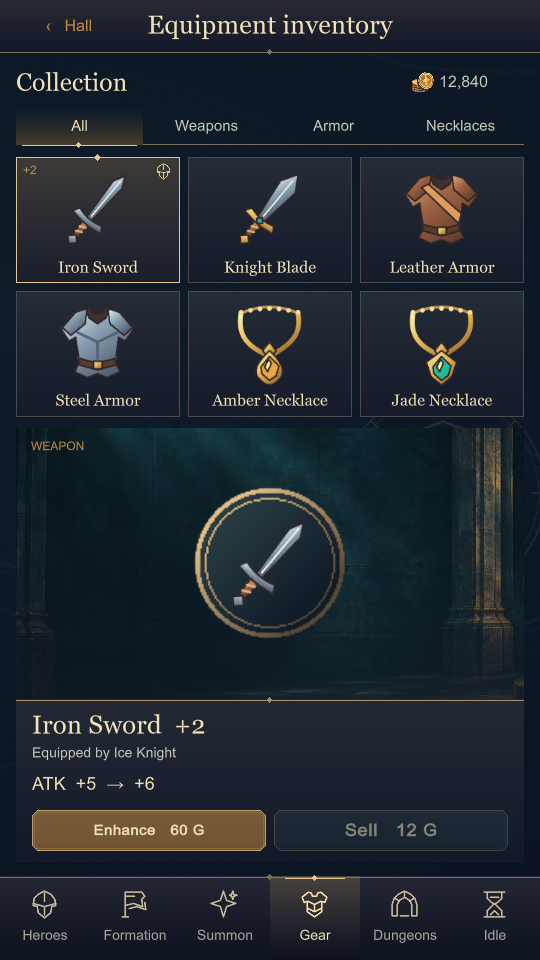 ‹ Hall
Equipment inventory
Collection
12,840
All
Weapons
Armor
Necklaces
+2
Iron Sword
Knight Blade
Leather Armor
Steel Armor
Amber Necklace
Jade Necklace
WEAPON
Iron Sword +2
Equipped by Ice Knight
ATK +5 → +6
Enhance 60 G
Sell 12 G
Heroes
Formation
Summon
Gear
Dungeons
Idle